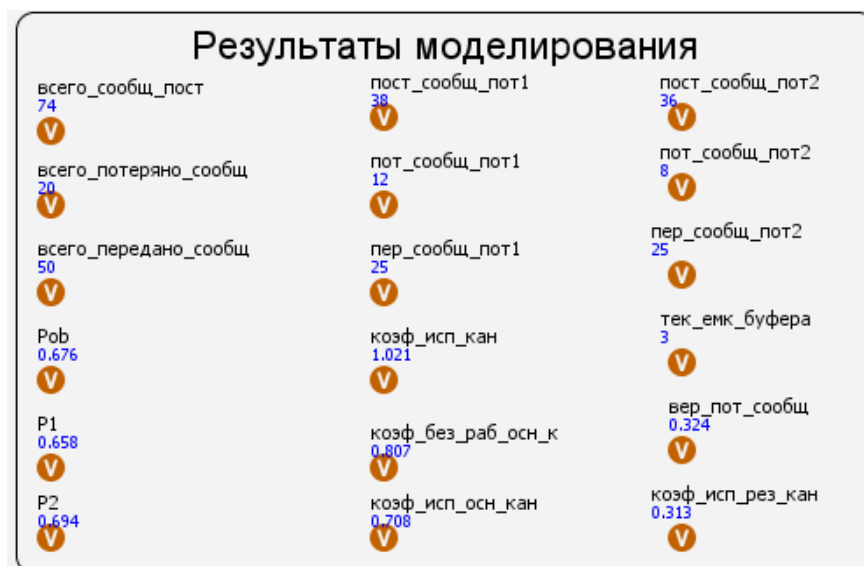 Результаты моделирования
всего_сообщ_пост
74
V
пост_сообщ_пот1
38
V
пост_сообщ_пот2
36
V
всего_потеряно_сообщ
20
V
пот_сообщ_пот1
12
V
пот_сообщ_пот2
8
V
всего_передано_сообщ
50
V
пер_сообщ_пот1
25
V
пер_сообщ_пот2
25
V
Pob
0.676
V
коэф_исп_кан
1.021
V
тек_емк_буфера
3
V
P1
0.658
V
коэф_без_раб_осн_к
0.807
V
вер_пот_сообщ
0.324
V
P2
0.694
V
коэф_исп_осн_кан
0.708
V
коэф_исп_рез_кан
0.313
V